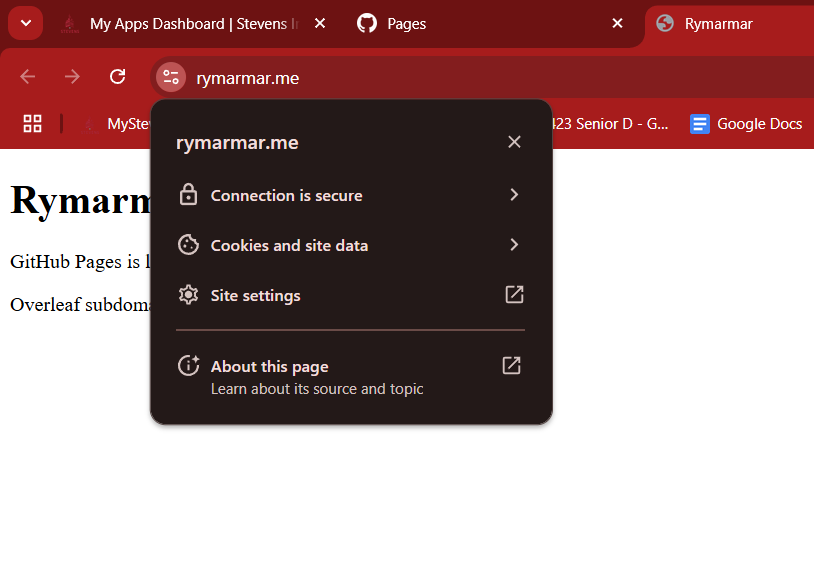 My Apps Dashboard | Stevens In
Pages
Rymarmar
rymarmar.me
MyStev
423 Senior D - G...
Google Docs
rymarmar.me
Connection is secure
Cookies and site data
Site settings
About this page
Learn about its source and topic
Rymarm
GitHub Pages is l
Overleaf subdoma